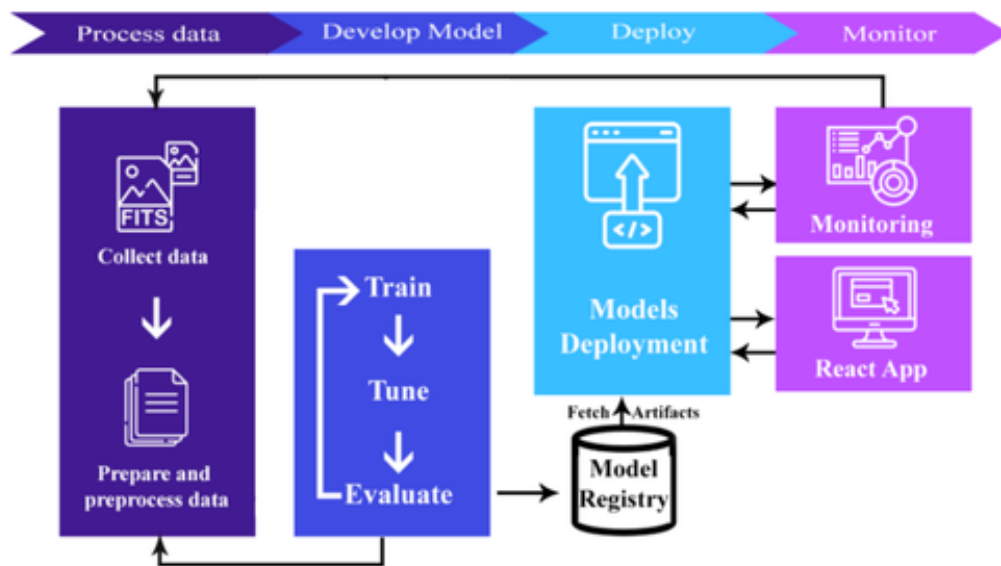 Process data
Develop Model
Deploy
Monitor
FITS
Collect data
Prepare and
preprocess data
Train
Tune
Evaluate
</>
Models
Deployment
Fetch Artifacts
Model
Registry
Monitoring
React App